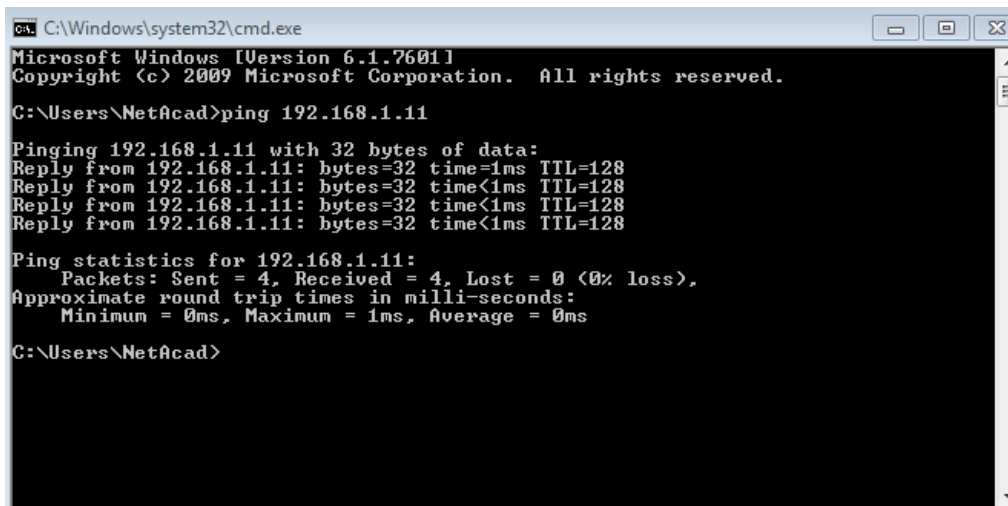 C:\Windows\system32\cmd.exe
Microsoft Windows [Version 6.1.7601]
Copyright (c) 2009 Microsoft Corporation.  All rights reserved.
C:\Users\NetAcad>ping 192.168.1.11
Pinging 192.168.1.11 with 32 bytes of data:
Reply from 192.168.1.11: bytes=32 time=1ms TTL=128
Reply from 192.168.1.11: bytes=32 time<1ms TTL=128
Reply from 192.168.1.11: bytes=32 time<1ms TTL=128
Reply from 192.168.1.11: bytes=32 time<1ms TTL=128
Ping statistics for 192.168.1.11:
    Packets: Sent = 4, Received = 4, Lost = 0 (0% loss),
Approximate round trip times in milli-seconds:
    Minimum = 0ms, Maximum = 1ms, Average = 0ms
C:\Users\NetAcad>